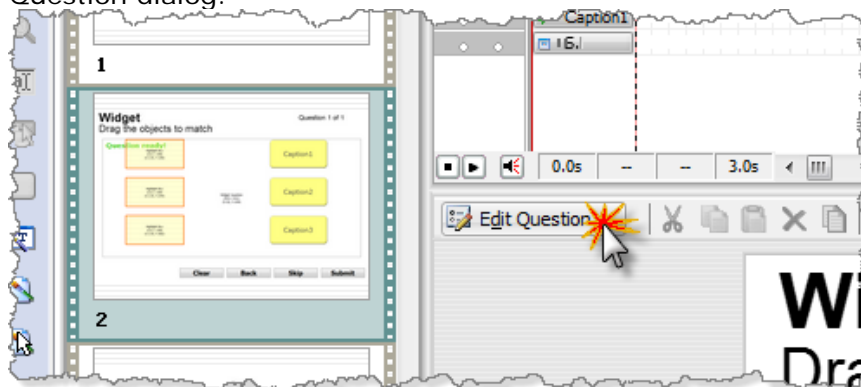 Question dialog.
Caption1
1
Widget
Question 1 of 1
Drag the objects to match
Question ready!
Caption1
Caption2
Caption3
Clear Back Skip Submit
2
0.0s -- -- 3.0s
Edit Question
Wi
Dra